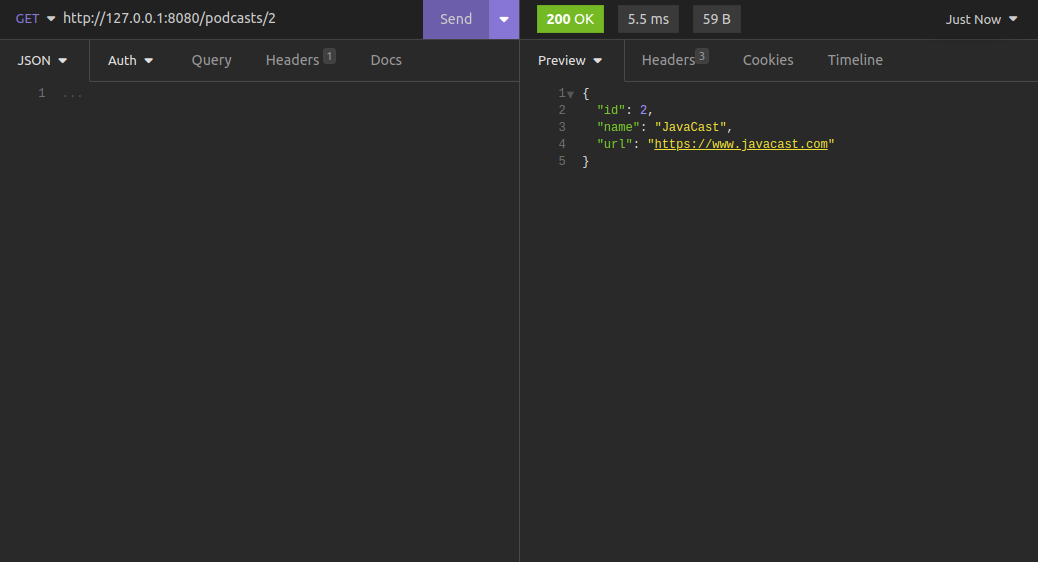 GET http://127.0.0.1:8080/podcasts/2 Send 200 OK 5.5 ms 59 B Just Now
JSON Auth Query Headers 1 Docs Preview Headers 3 Cookies Timeline
1 ...
1 {
2 "id": 2,
3 "name": "JavaCast",
4 "url": "https://www.javacast.com"
5 }